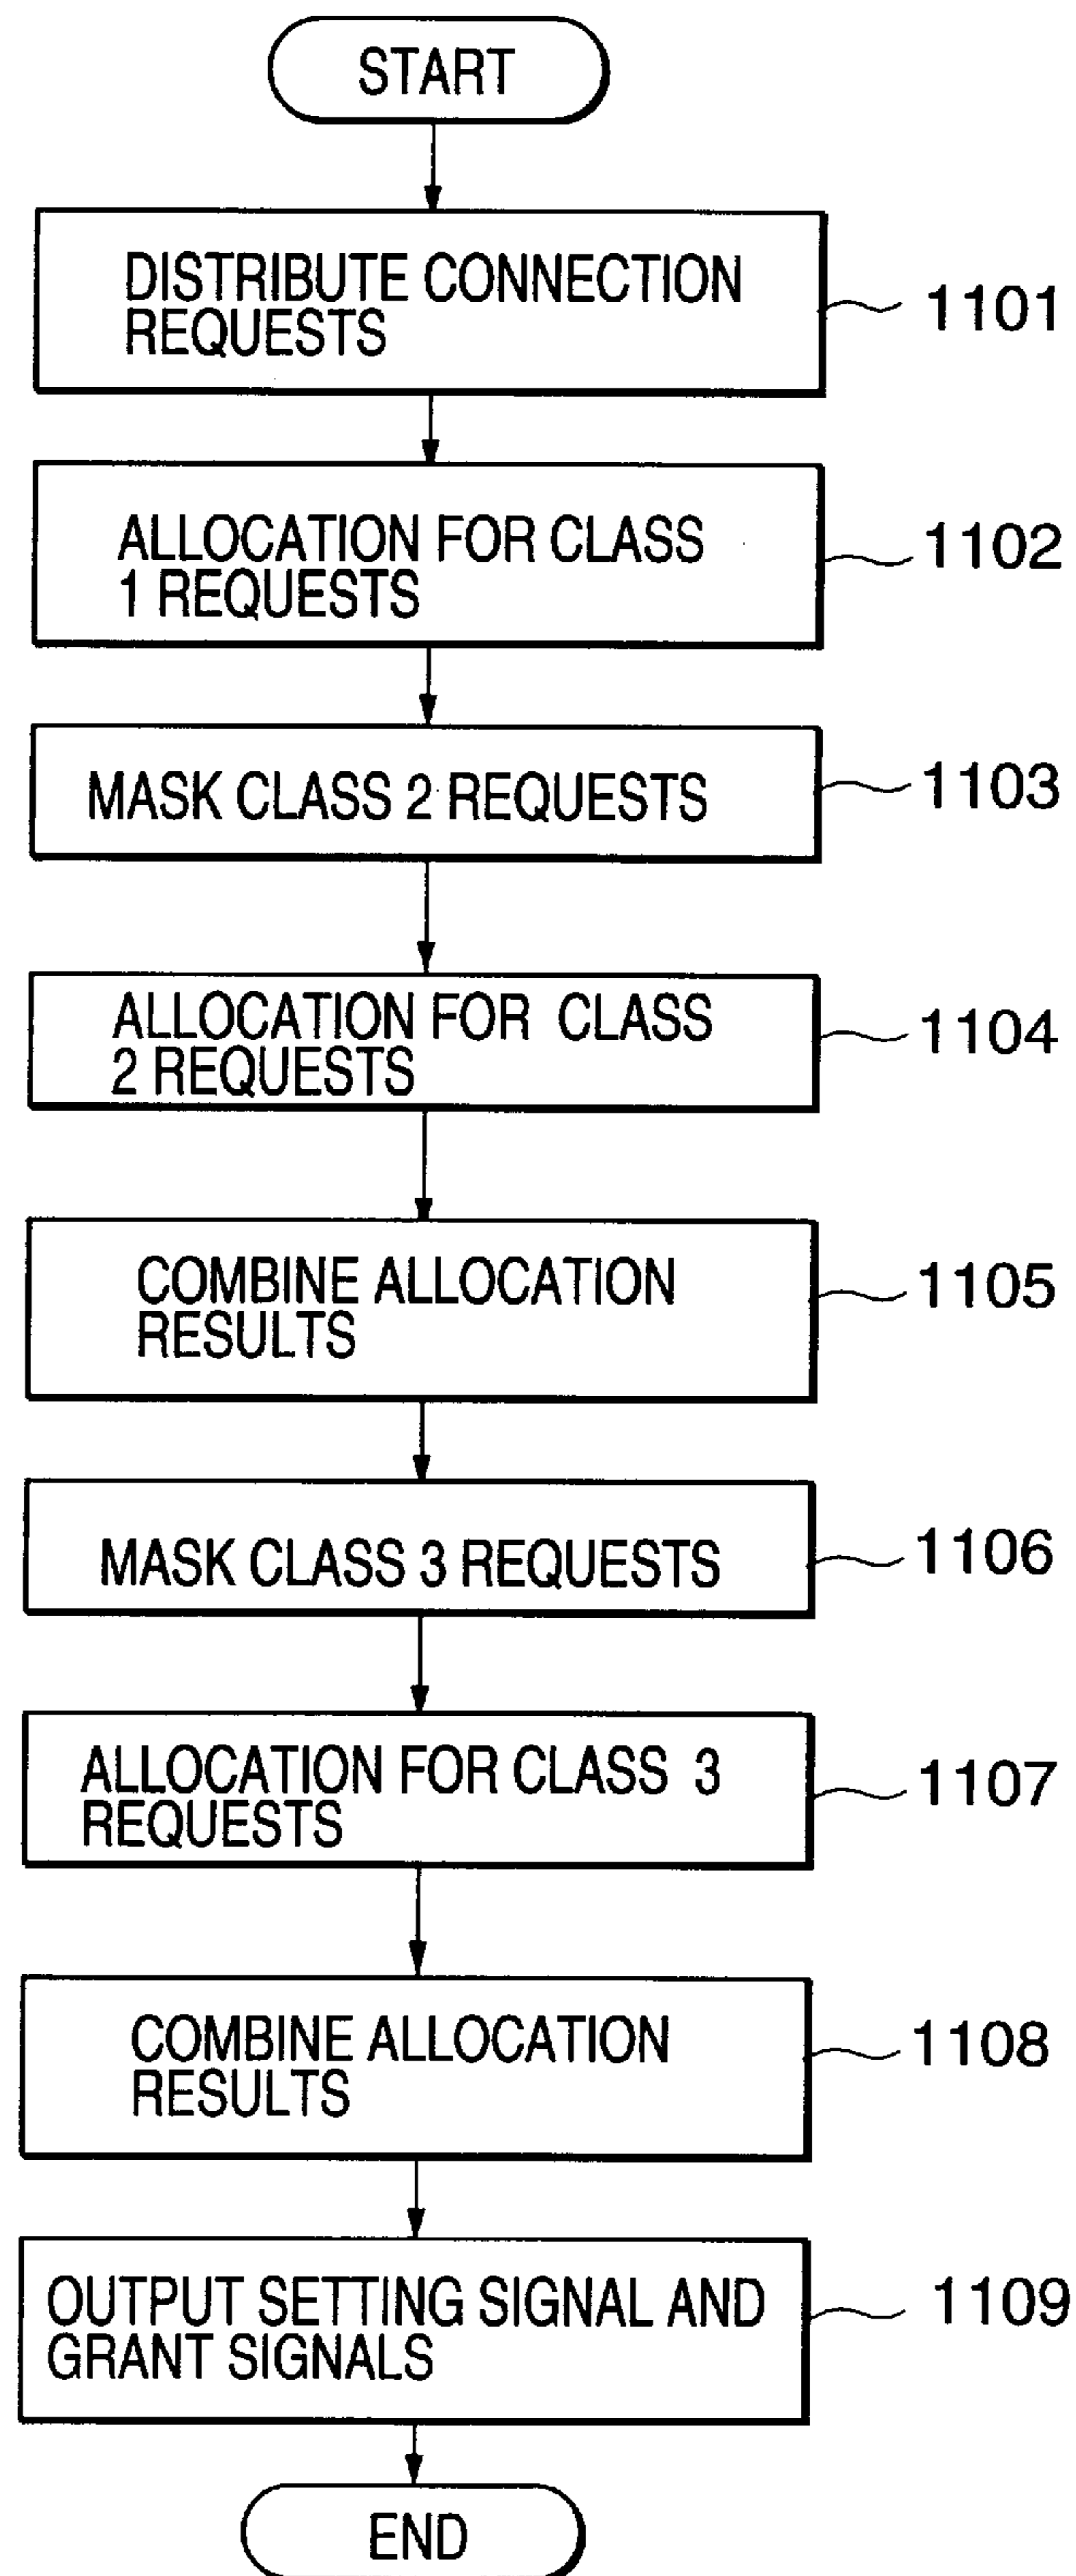 START
DISTRIBUTE CONNECTION
REQUESTS
1101
ALLOCATION FOR CLASS
1 REQUESTS
1102
MASK CLASS 2 REQUESTS
1103
ALLOCATION FOR CLASS
2 REQUESTS
1104
COMBINE ALLOCATION
RESULTS
1105
MASK CLASS 3 REQUESTS
1106
ALLOCATION FOR CLASS 3
REQUESTS
1107
COMBINE ALLOCATION
RESULTS
1108
OUTPUT SETTING SIGNAL AND
GRANT SIGNALS
1109
END